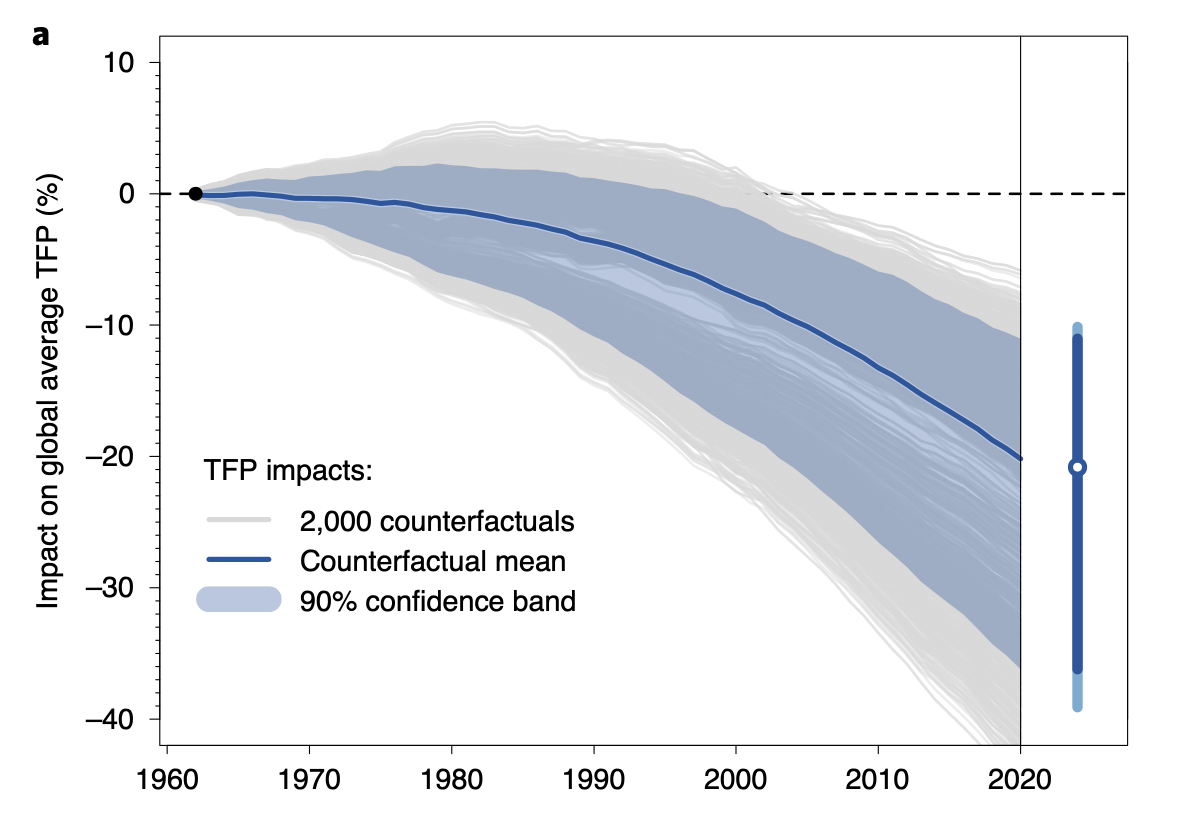 a
Impact on global average TFP (%)
10
0
–10
–20
–30
–40
TFP impacts:
2,000 counterfactuals
Counterfactual mean
90% confidence band
1960 1970 1980 1990 2000 2010 2020